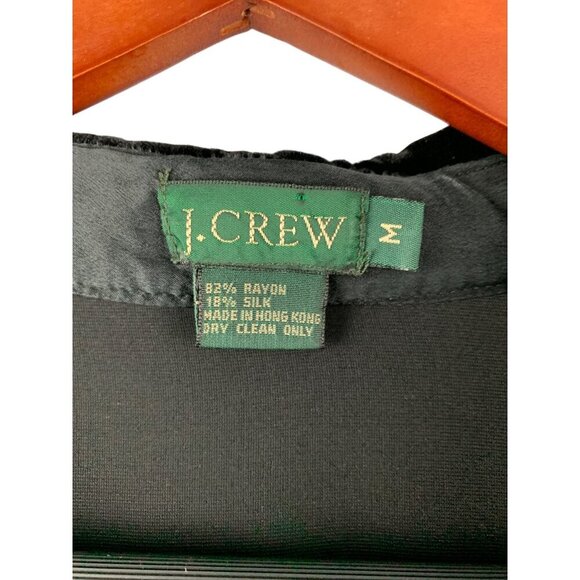 J.CREW
M
82% RAYON
18% SILK
MADE IN HONG KONG
DRY CLEAN ONLY